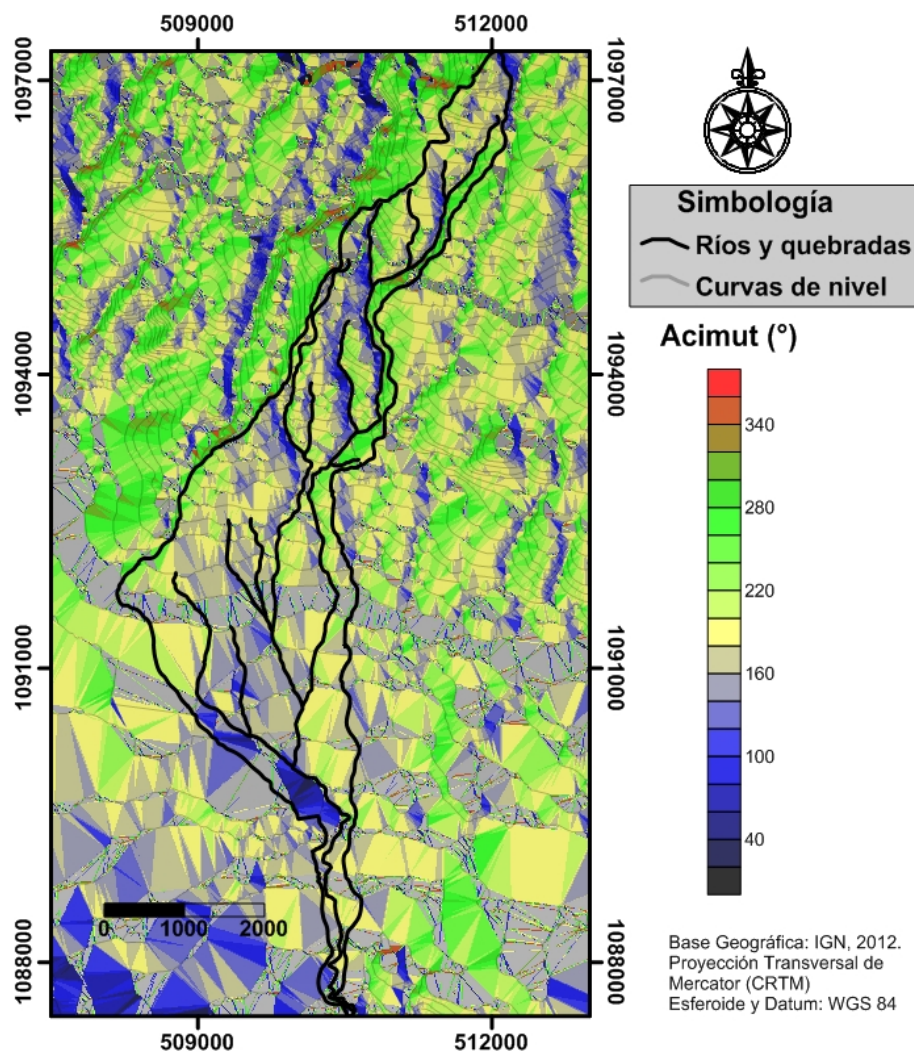 509000 512000
1097000 1097000
1094000 1094000
1091000 1091000
1088000 1088000
0 1000 2000
509000 512000
Simbología
Ríos y quebradas
Curvas de nivel
Acimut (°)
340
280
220
160
100
40
Base Geográfica: IGN, 2012.
Proyección Transversal de
Mercator (CRTM)
Esferoide y Datum: WGS 84